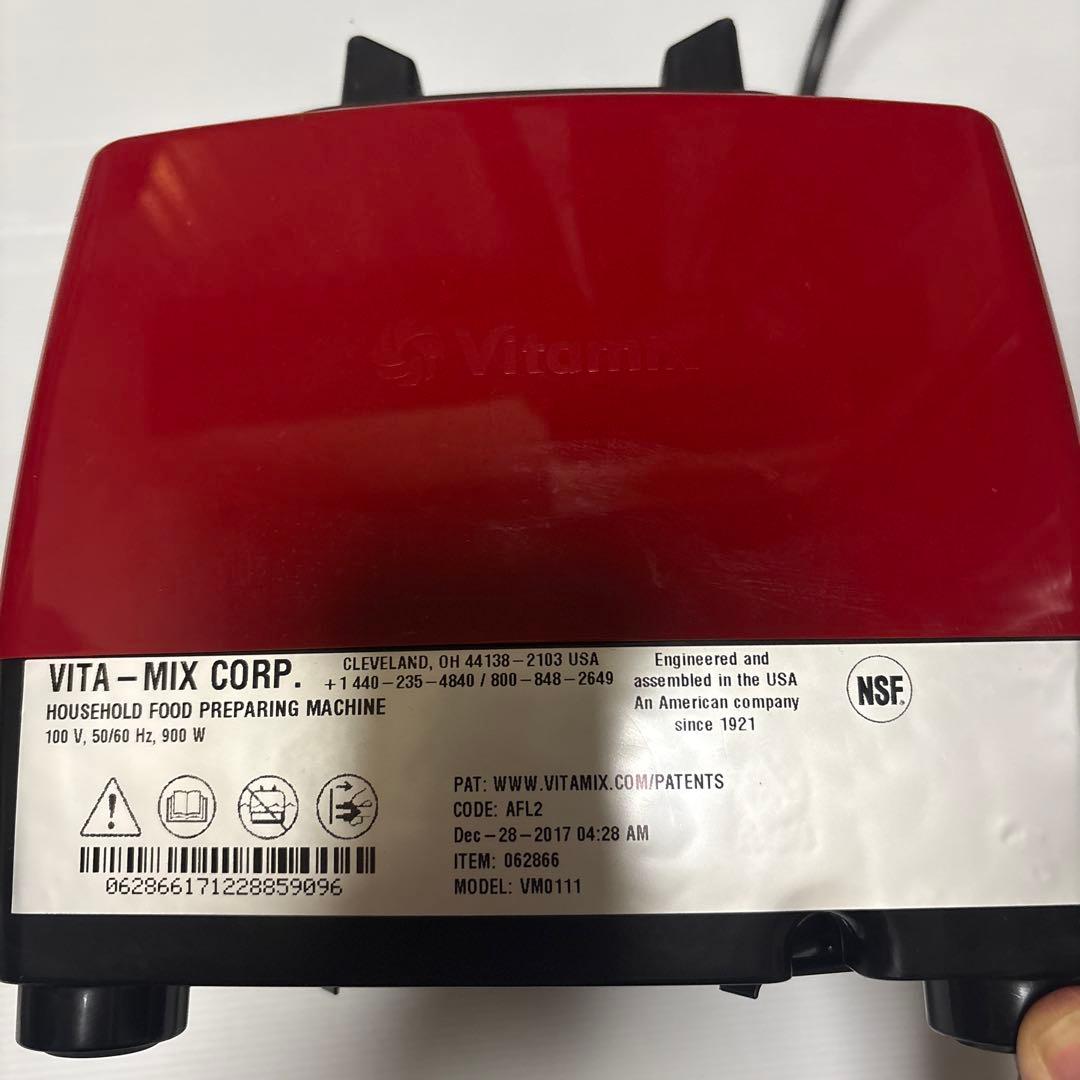 Vitamix
VITA-MIX CORP.
CLEVELAND, OH 44138-2103 USA
+1 440-235-4840 / 800-848-2649
HOUSEHOLD FOOD PREPARING MACHINE
100 V, 50/60 Hz, 900 W
Engineered and
assembled in the USA
An American company
since 1921
NSF.
PAT: WWW.VITAMIX.COM/PATENTS
CODE: AFL2
Dec-28-2017 04:28 AM
ITEM: 062866
MODEL: VM0111
062866171228859096